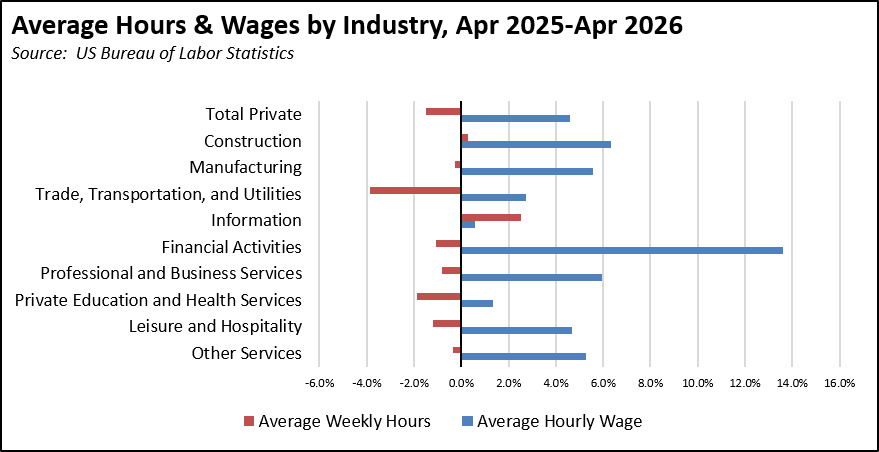 Average Hours & Wages by Industry, Apr 2025-Apr 2026
Source:  US Bureau of Labor Statistics
Total Private
Construction
Manufacturing
Trade, Transportation, and Utilities
Information
Financial Activities
Professional and Business Services
Private Education and Health Services
Leisure and Hospitality
Other Services
-6.0% -4.0% -2.0% 0.0% 2.0% 4.0% 6.0% 8.0% 10.0% 12.0% 14.0% 16.0%
Average Weekly Hours Average Hourly Wage